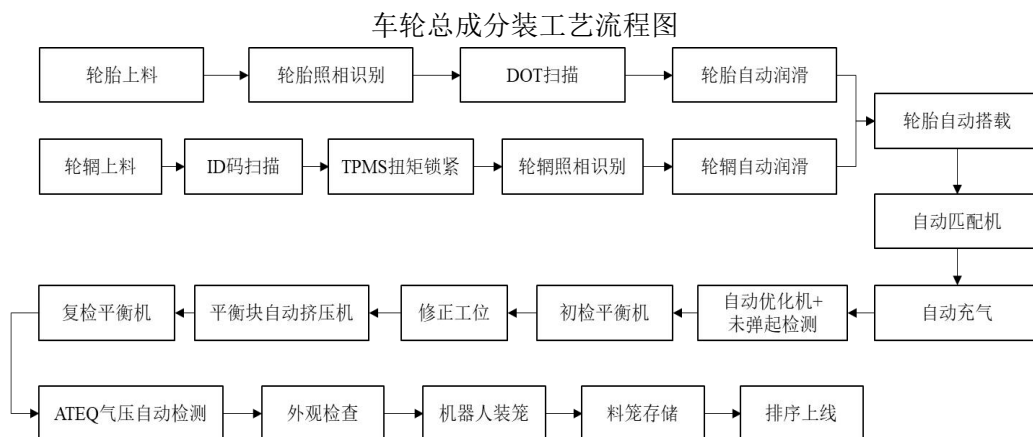 车轮总成分装工艺流程图
轮胎上料
轮胎照相识别
DOT扫描
轮胎自动润滑
轮胎自动搭载
轮辋上料
ID码扫描
TPMS扭矩锁紧
轮辋照相识别
轮辋自动润滑
自动匹配机
复检平衡机
平衡块自动挤压机
修正工位
初检平衡机
自动优化机+
未弹起检测
自动充气
ATEQ气压自动检测
外观检查
机器人装笼
料笼存储
排序上线